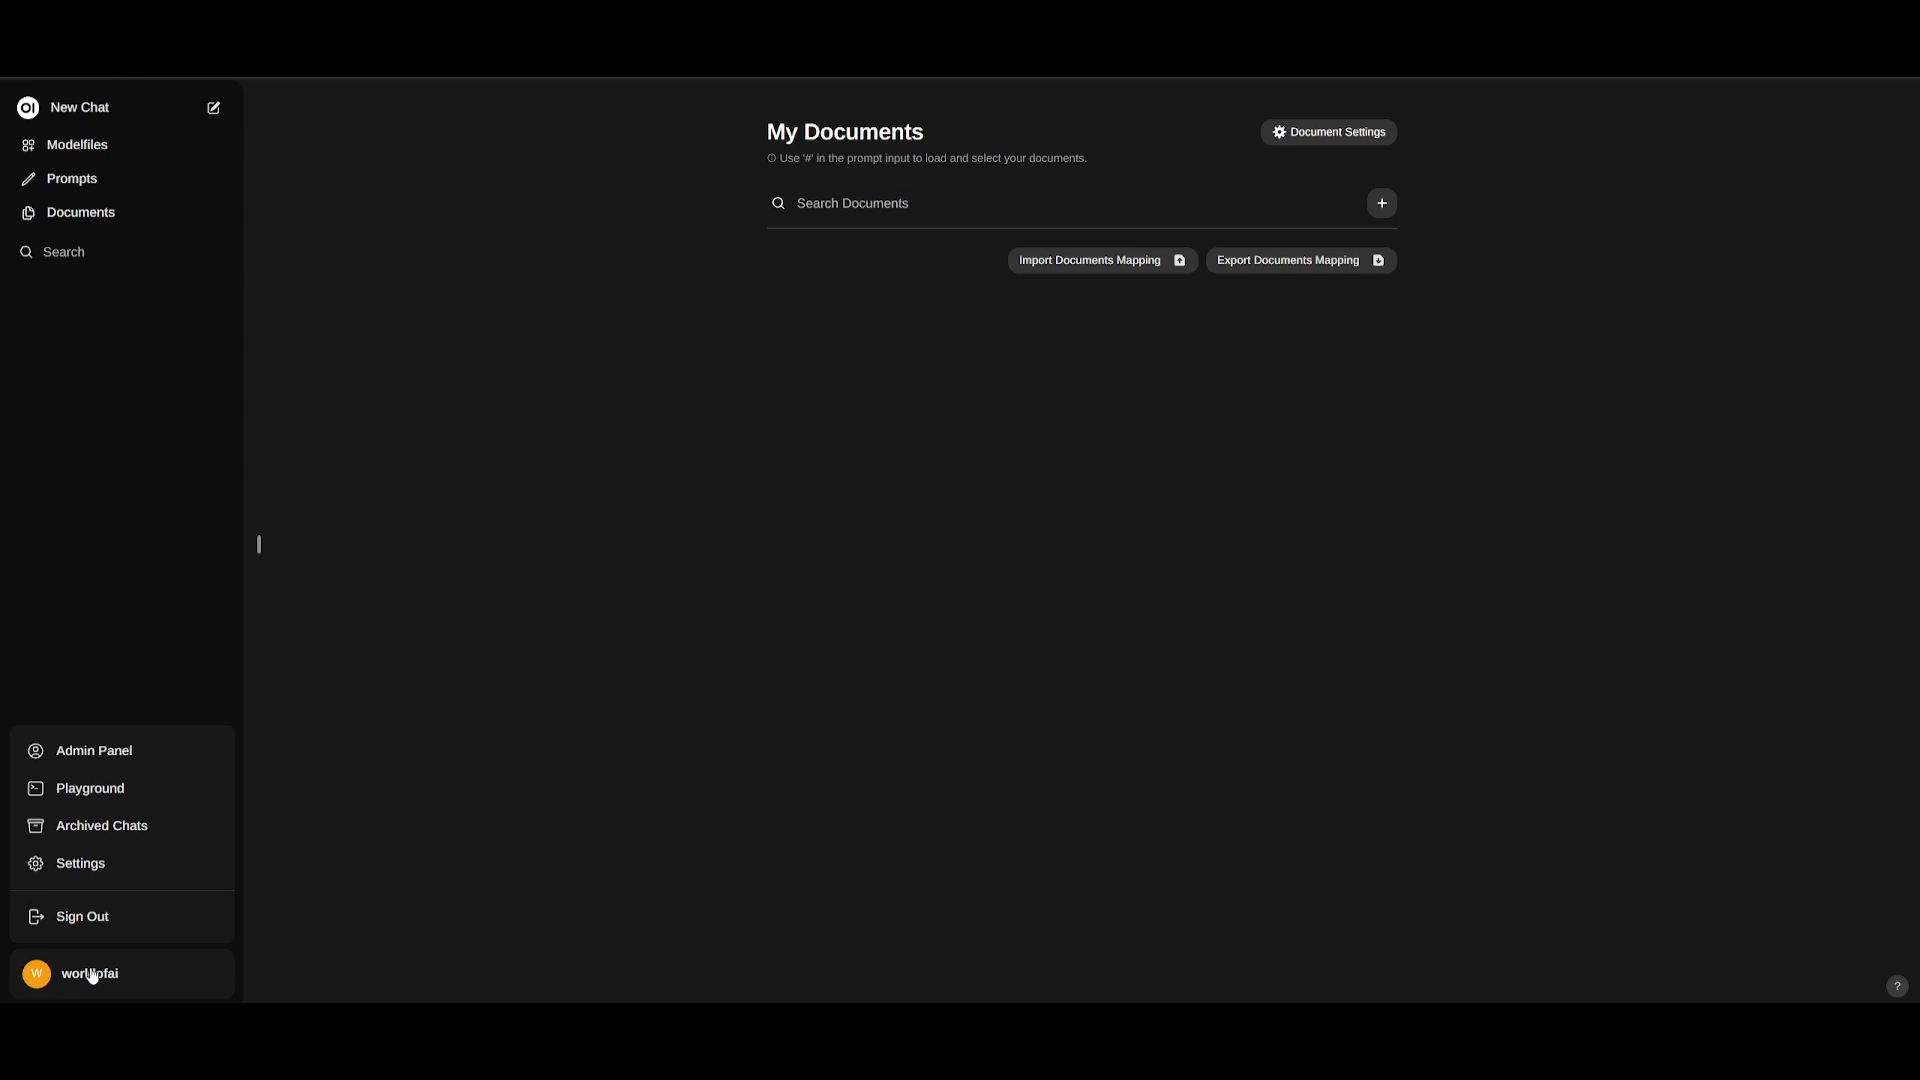 OI New Chat
Modelfiles
Prompts
Documents
Search
My Documents
Document Settings
Use '#' in the prompt input to load and select your documents.
Search Documents
+
Import Documents Mapping
Export Documents Mapping
Admin Panel
Playground
Archived Chats
Settings
Sign Out
W
?